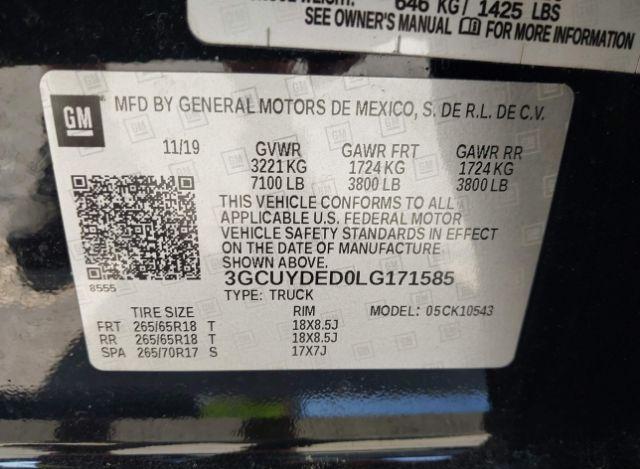 646 KG / 1425 LBS
SEE OWNER'S MANUAL FOR MORE INFORMATION
GM
MFD BY GENERAL MOTORS DE MEXICO, S. DE R.L. DE C.V.
11/19 GVWR GAWR FRT GAWR RR
3221 KG 1724 KG 1724 KG
7100 LB 3800 LB 3800 LB
THIS VEHICLE CONFORMS TO ALL
APPLICABLE U.S. FEDERAL MOTOR
VEHICLE SAFETY STANDARDS IN EFFECT
ON THE DATE OF MANUFACTURE
SHOWN ABOVE.
8555 3GCUYDED0LG171585
TYPE: TRUCK
TIRE SIZE RIM MODEL: 05CK10543
FRT 265/65R18 T 18X8.5J
RR 265/65R18 T 18X8.5J
SPA 265/70R17 S 17X7J